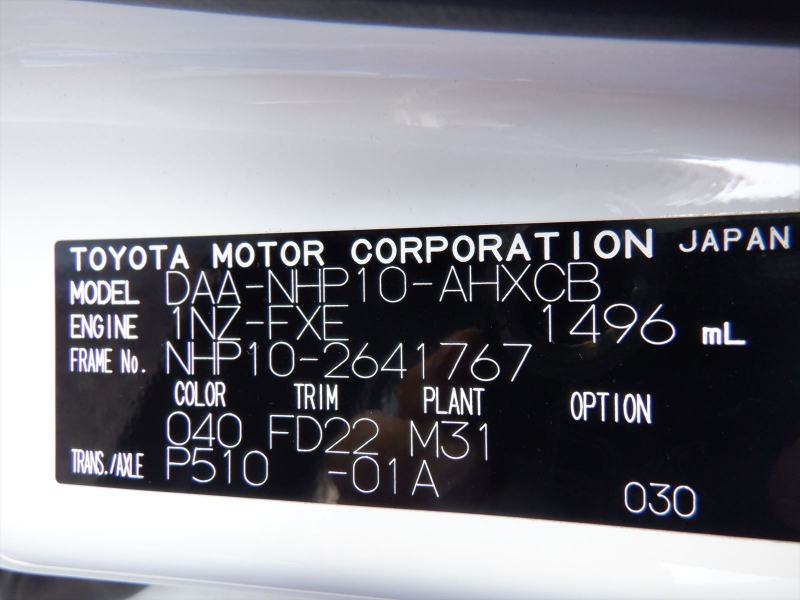 TOYOTA MOTOR CORPORATION JAPAN
MODEL DAA-NHP10-AHXCB
ENGINE 1NZ-FXE 1496 mL
FRAME No. NHP10-2641767
COLOR TRIM PLANT OPTION
040 FD22 M31
TRANS./AXLE P510 -01A
030